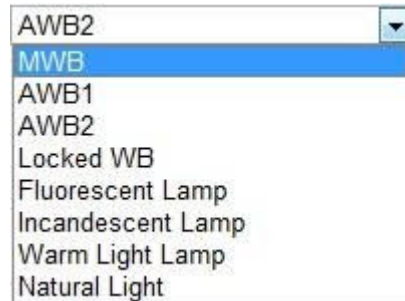 AWB2
MWB
AWB1
AWB2
Locked WB
Fluorescent Lamp
Incandescent Lamp
Warm Light Lamp
Natural Light